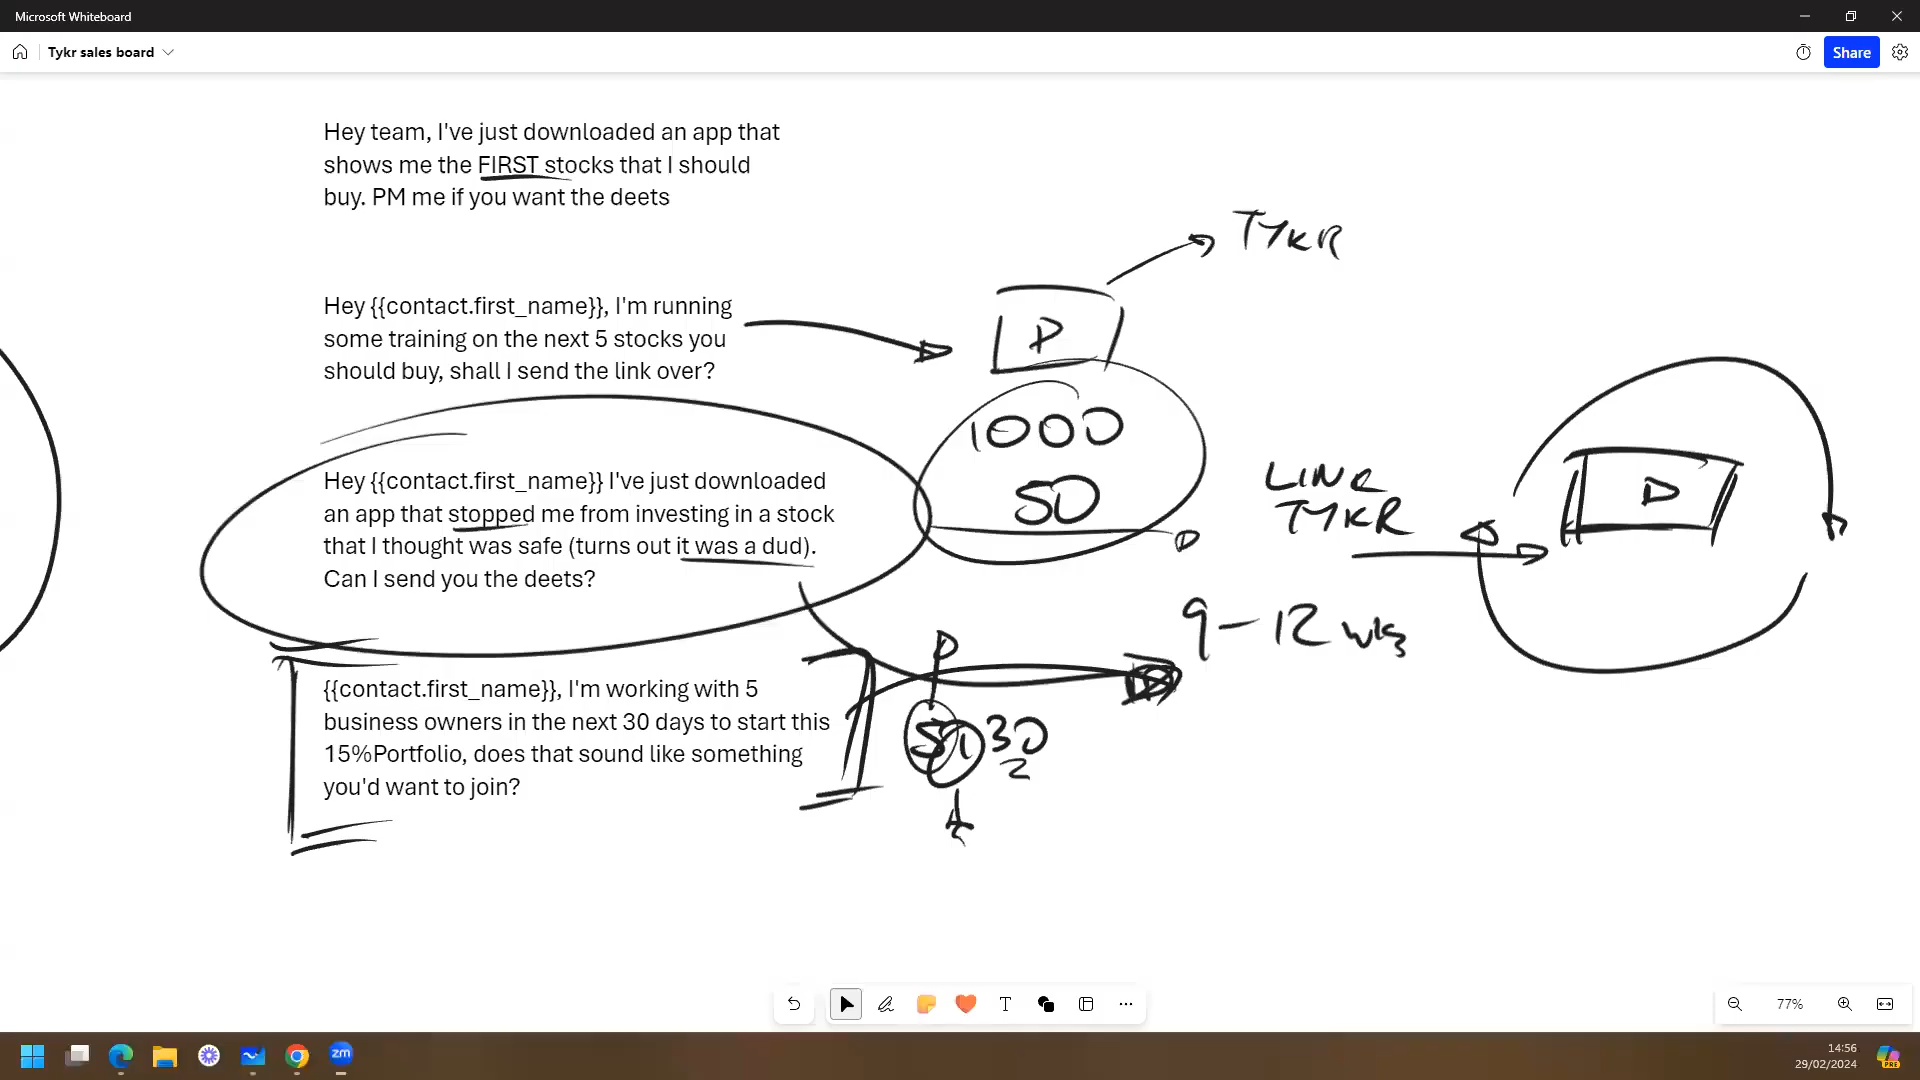 Microsoft Whiteboard
Tykr sales board
Share
Hey team, I've just downloaded an app that
shows me the FIRST stocks that I should
buy. PM me if you want the deets
TYKR
Hey {{contact.first_name}}, I'm running
some training on the next 5 stocks you
should buy, shall I send the link over?
1000
50
LINK
TYKR
Hey {{contact.first_name}} I've just downloaded
an app that stopped me from investing in a stock
that I thought was safe (turns out it was a dud).
Can I send you the deets?
9-12 wks
P
{{contact.first_name}}, I'm working with 5
business owners in the next 30 days to start this
15%Portfolio, does that sound like something
you'd want to join?
30
2
77%
zm
14:56
29/02/2024
PRE